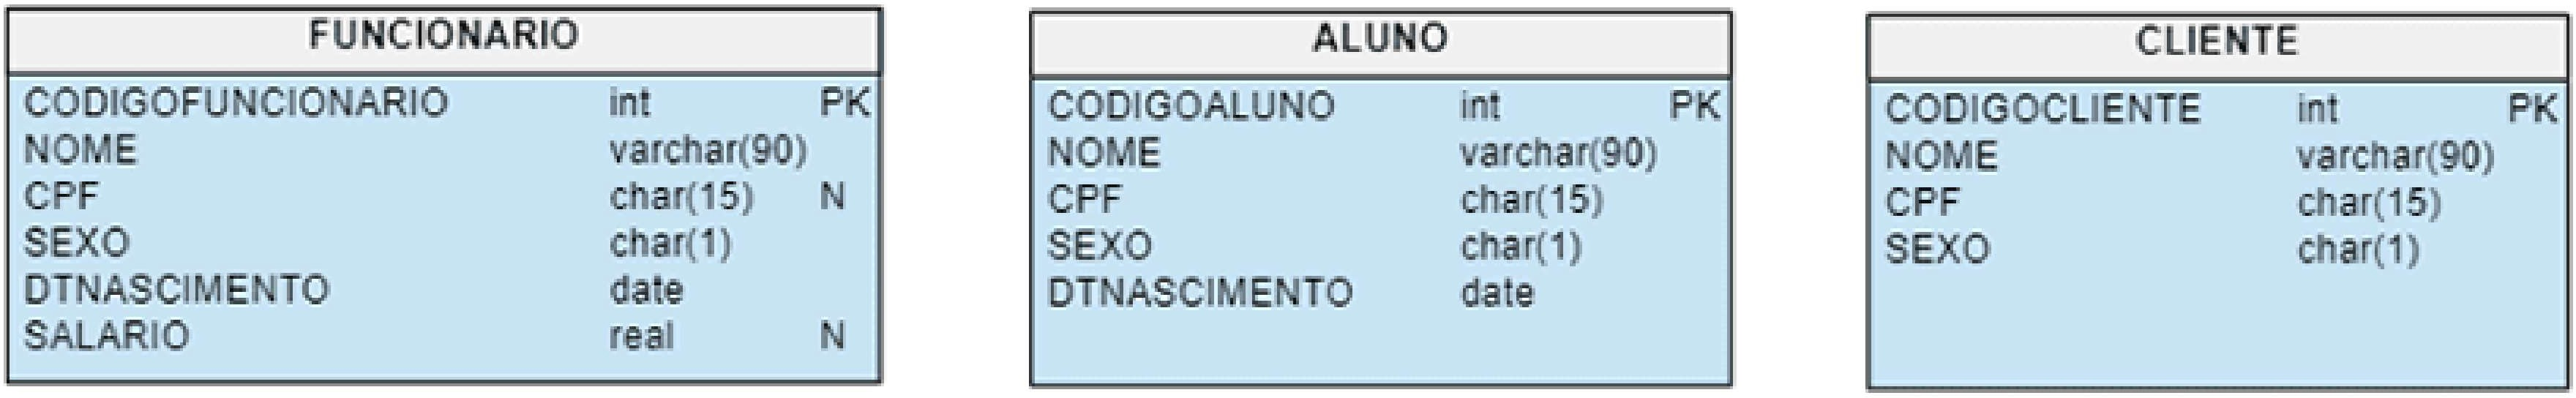 FUNCIONARIO
CODIGOFUNCIONARIO int PK
NOME varchar(90)
CPF char(15) N
SEXO char(1)
DTNASCIMENTO date
SALARIO real N
ALUNO
CODIGOALUNO int PK
NOME varchar(90)
CPF char(15)
SEXO char(1)
DTNASCIMENTO date
CLIENTE
CODIGOCLIENTE int PK
NOME varchar(90)
CPF char(15)
SEXO char(1)